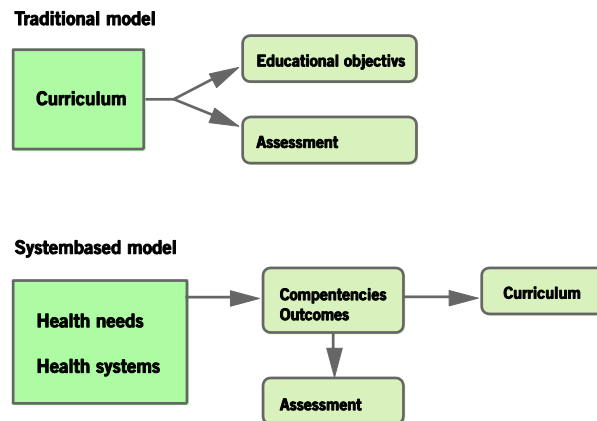 Traditional model
Curriculum
Educational objectivs
Assessment
Systembased model
Health needs
Health systems
Compentencies
Outcomes
Curriculum
Assessment